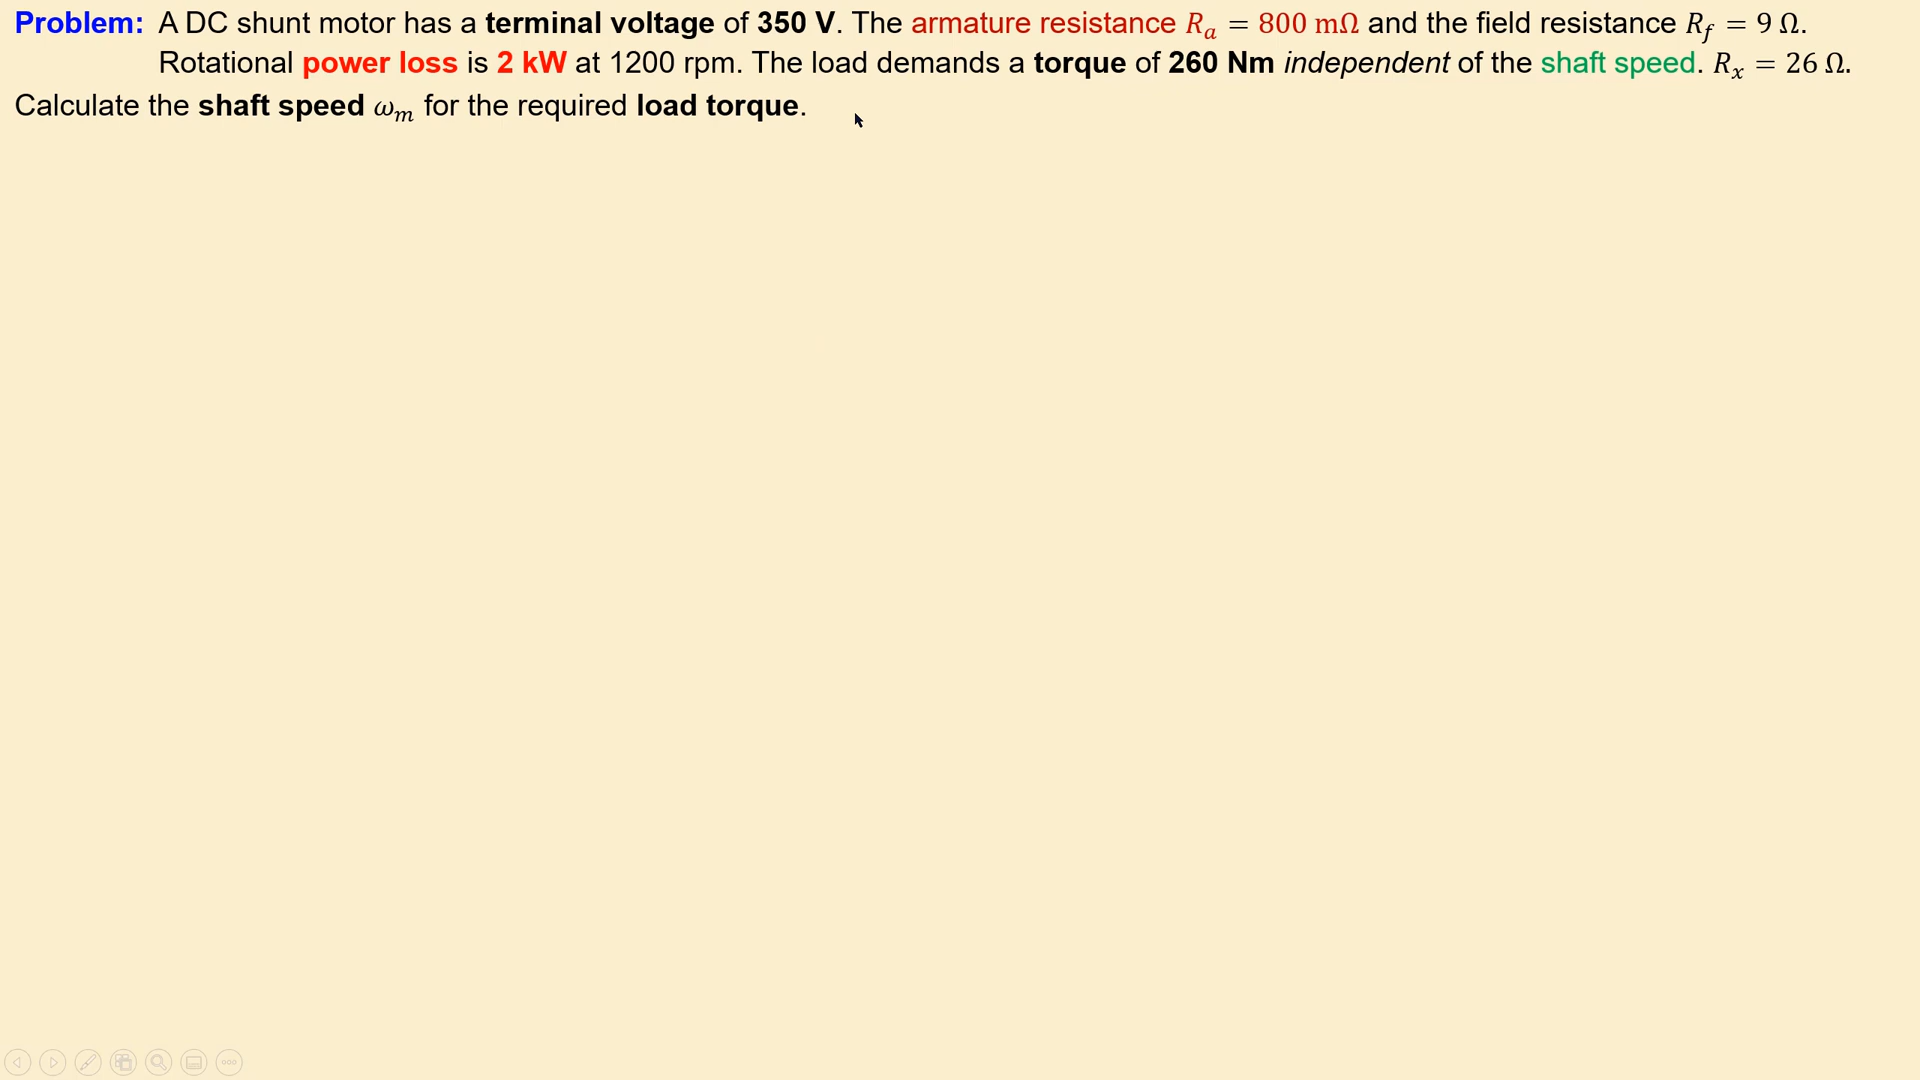 Problem: A DC shunt motor has a terminal voltage of 350 V. The armature resistance Rₐ = 800 mΩ and the field resistance R_f = 9 Ω.
Rotational power loss is 2 kW at 1200 rpm. The load demands a torque of 260 Nm independent of the shaft speed. Rₓ = 26 Ω.
Calculate the shaft speed ωₘ for the required load torque.